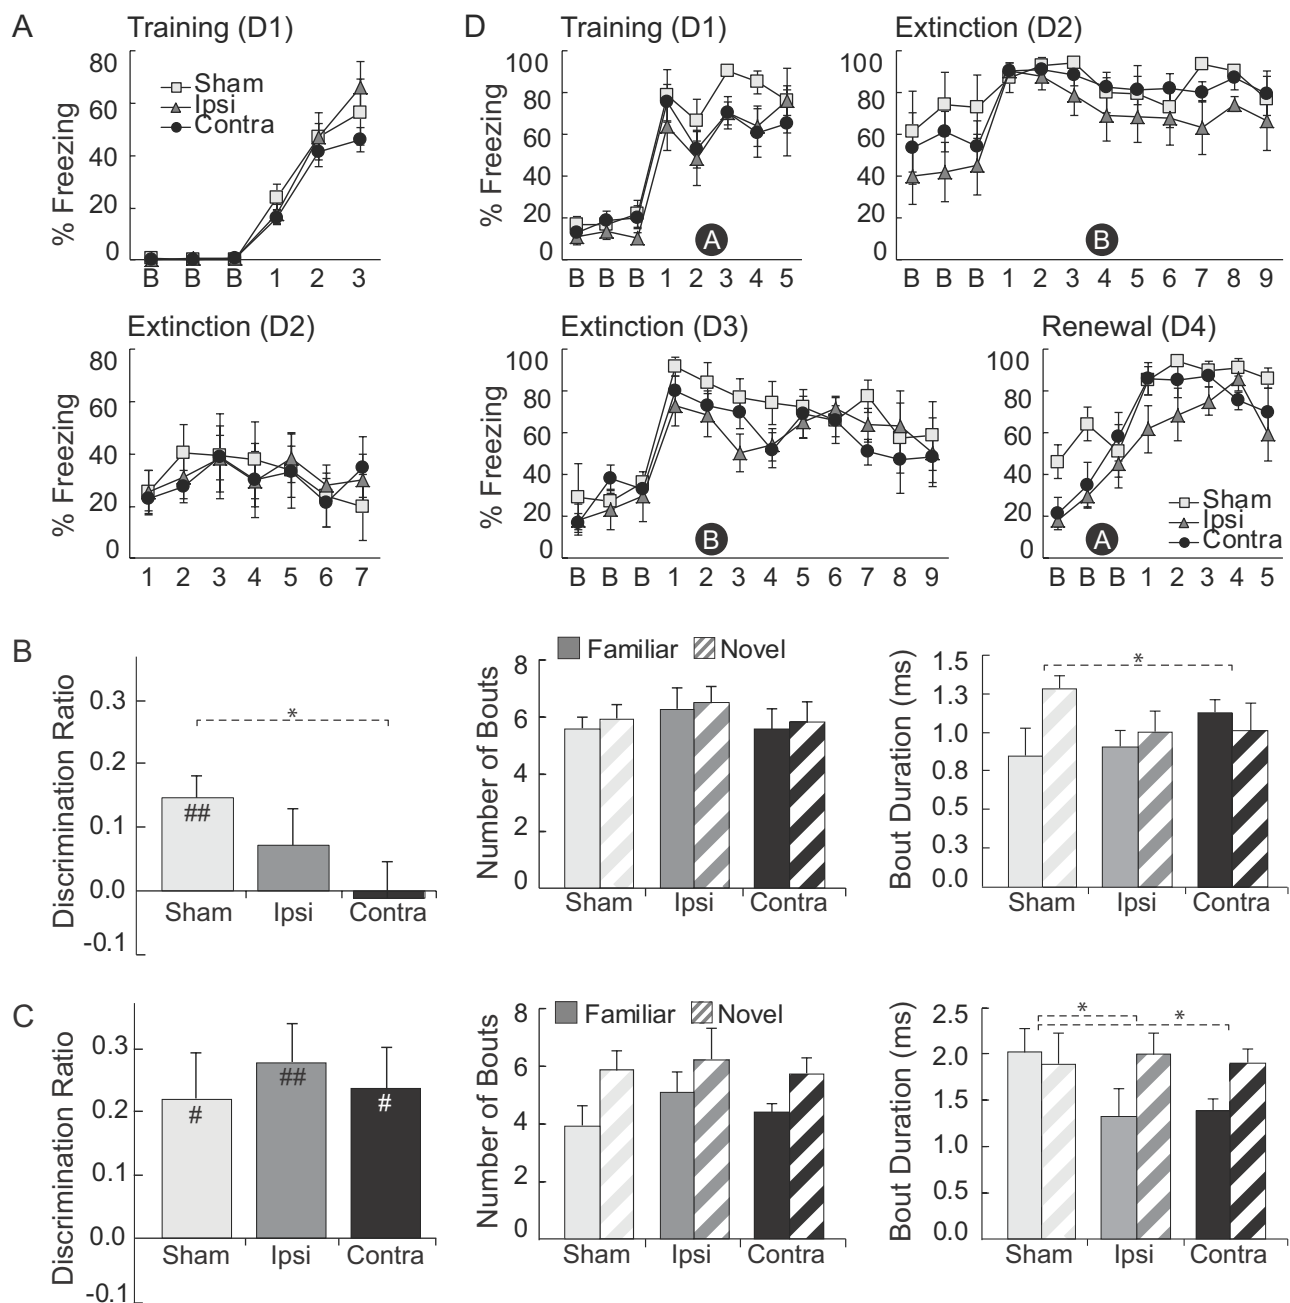 A
Training (D1)
% Freezing
80
60
40
20
0
Sham
Ipsi
Contra
B B B 1 2 3
Extinction (D2)
% Freezing
80
60
40
20
0
1 2 3 4 5 6 7
D
Training (D1)
% Freezing
100
80
60
40
20
0
A
B B B 1 2 3 4 5
Extinction (D2)
100
80
60
40
20
0
B
B B B 1 2 3 4 5 6 7 8 9
Extinction (D3)
% Freezing
100
80
60
40
20
0
B
B B B 1 2 3 4 5 6 7 8 9
Renewal (D4)
100
80
60
40
20
0
A
Sham
Ipsi
Contra
B B B 1 2 3 4 5
B
Discrimination Ratio
0.3
0.2
0.1
0.0
-0.1
*
##
Sham Ipsi Contra
Familiar Novel
Number of Bouts
8
6
4
2
0
Sham Ipsi Contra
Bout Duration (ms)
1.5
1.3
1.0
0.8
0.5
0.3
0.0
*
Sham Ipsi Contra
C
Discrimination Ratio
0.3
0.2
0.1
0.0
-0.1
# ## #
Sham Ipsi Contra
Familiar Novel
Number of Bouts
8
6
4
2
0
Sham Ipsi Contra
Bout Duration (ms)
2.5
2.0
1.5
1.0
0.5
0.0
*
*
Sham Ipsi Contra